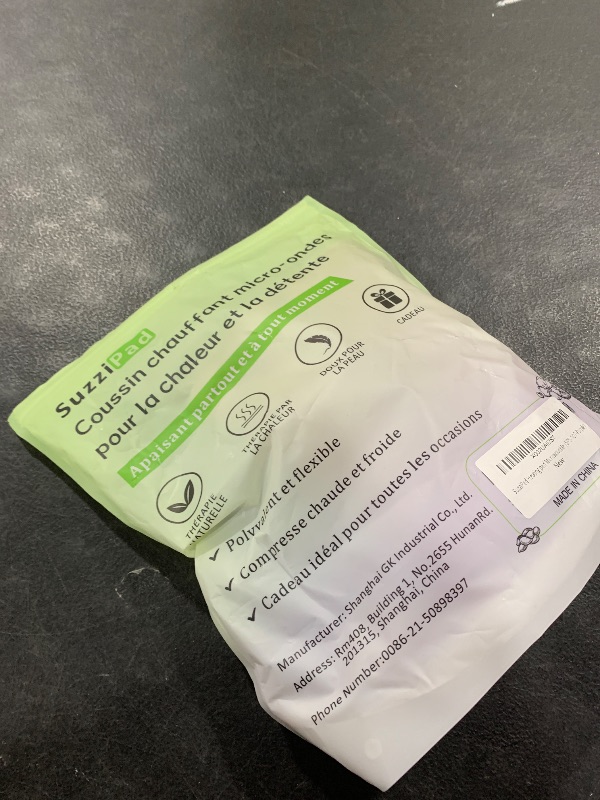 SuzziPad
Coussin chauffant micro-ondes
pour la chaleur et la détente
Apaisant partout et à tout moment
THÉRAPIE
NATURELLE
THÉRAPIE PAR
LA CHALEUR
DOUX POUR
LA PEAU
CADEAU
✓ Polyvalent et flexible
✓ Compresse chaude et froide
✓ Cadeau idéal pour toutes les occasions
Manufacturer: Shanghai GK Industrial Co., Ltd.
Address: Rm408, Building 1, No.2655 HunanRd.
201315, Shanghai, China
Phone Number:0086-21-50898397
New
MADE IN CHINA